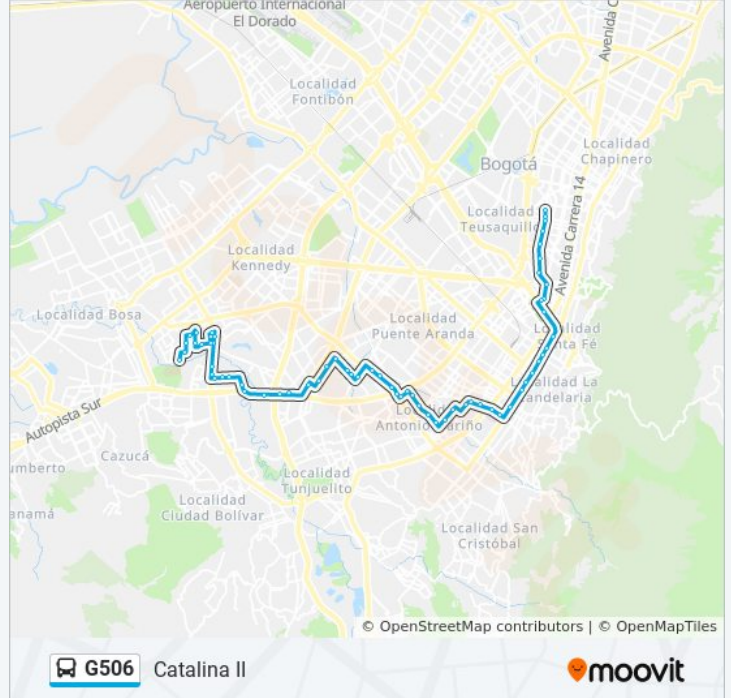 Aeropuerto Internacional
El Dorado
Avenida C
Localidad
Fontibón
Localidad
Chapinero
Bogotá
Avenida Carrera 14
Localidad
Teusaquillo
Localidad
Kennedy
Localidad Bosa
Localidad
Puente Aranda
Localidad
Santa Fé
Localidad La
Candelaria
Autopista Sur
Localidad
Antonio Nariño
Cazucá
umberto
Localidad
Tunjuelito
Localidad
Ciudad Bolívar
anamá
Localidad San
Cristóbal
© OpenStreetMap contributors | © OpenMapTiles
G506 Catalina II
moovit